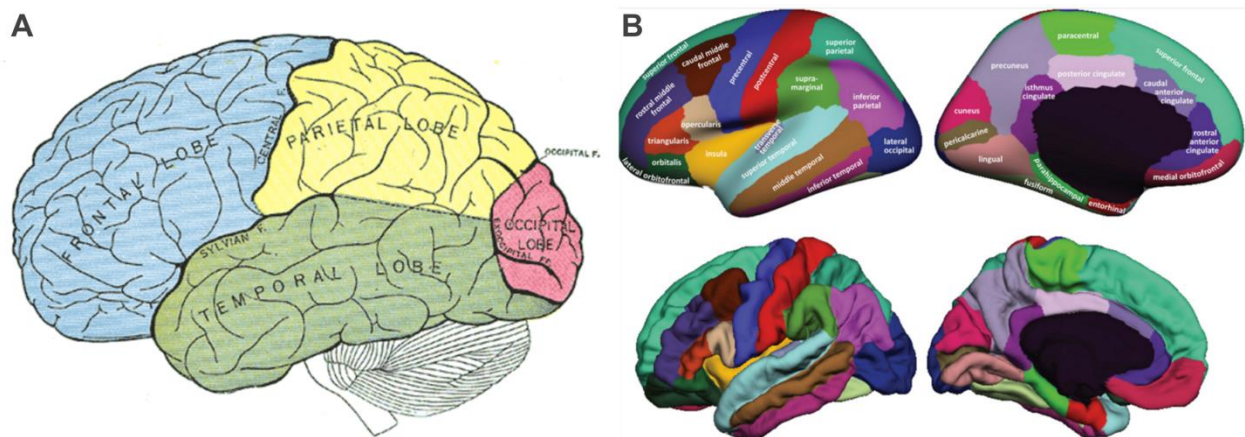 A
FRONTIAL LOBE
CENTRAL F.
PARIETAL LOBE
OCCIPITAL F.
SYLVIAN F.
TEMPORAL LOBE
OCCIPITAL
LOBE
EXOCCIPITAL FF.
B
superior frontal
caudal middle
frontal
precentral
postcentral
superior
parietal
rostral middle
frontal
supra-
marginal
inferior
parietal
opercularis
triangularis
transverse
temporal
orbitalis
insula
superior temporal
lateral
occipital
lateral orbitofrontal
middle temporal
inferior temporal
paracentral
precuneus
superior frontal
posterior cingulate
isthmus
cingulate
caudal
anterior
cingulate
cuneus
pericalcarine
rostral
anterior
cingulate
lingual
parahippocampal
medial orbitofrontal
fusiform
entorhinal